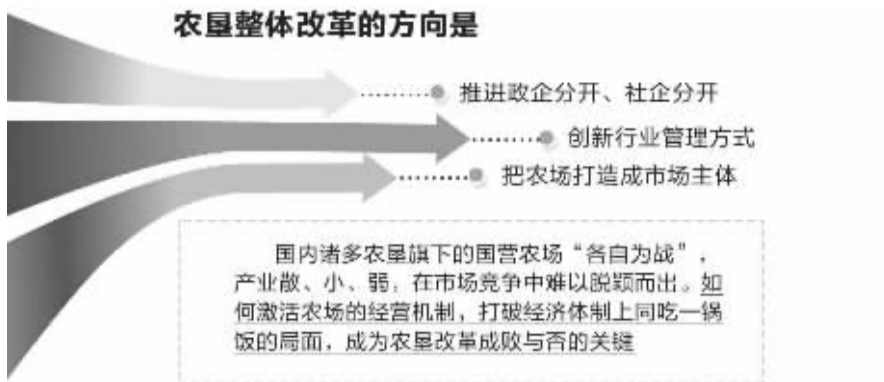 农垦整体改革的方向是
推进政企分开、社企分开
创新行业管理方式
把农场打造成市场主体
国内诸多农垦旗下的国营农场“各自为战”，
产业散、小、弱，在市场竞争中难以脱颖而出。如
何激活农场的经营机制，打破经济体制上同吃一锅
饭的局面，成为农垦改革成败与否的关键